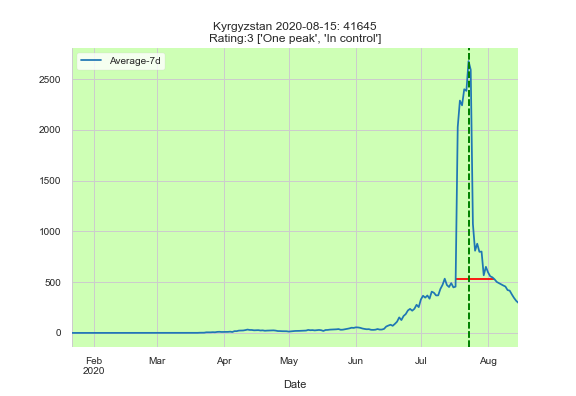 Kyrgyzstan 2020-08-15: 41645
Rating:3 ['One peak', 'In control']
Average-7d
2500
2000
1500
1000
500
0
Feb
2020
Mar
Apr
May
Jun
Jul
Aug
Date